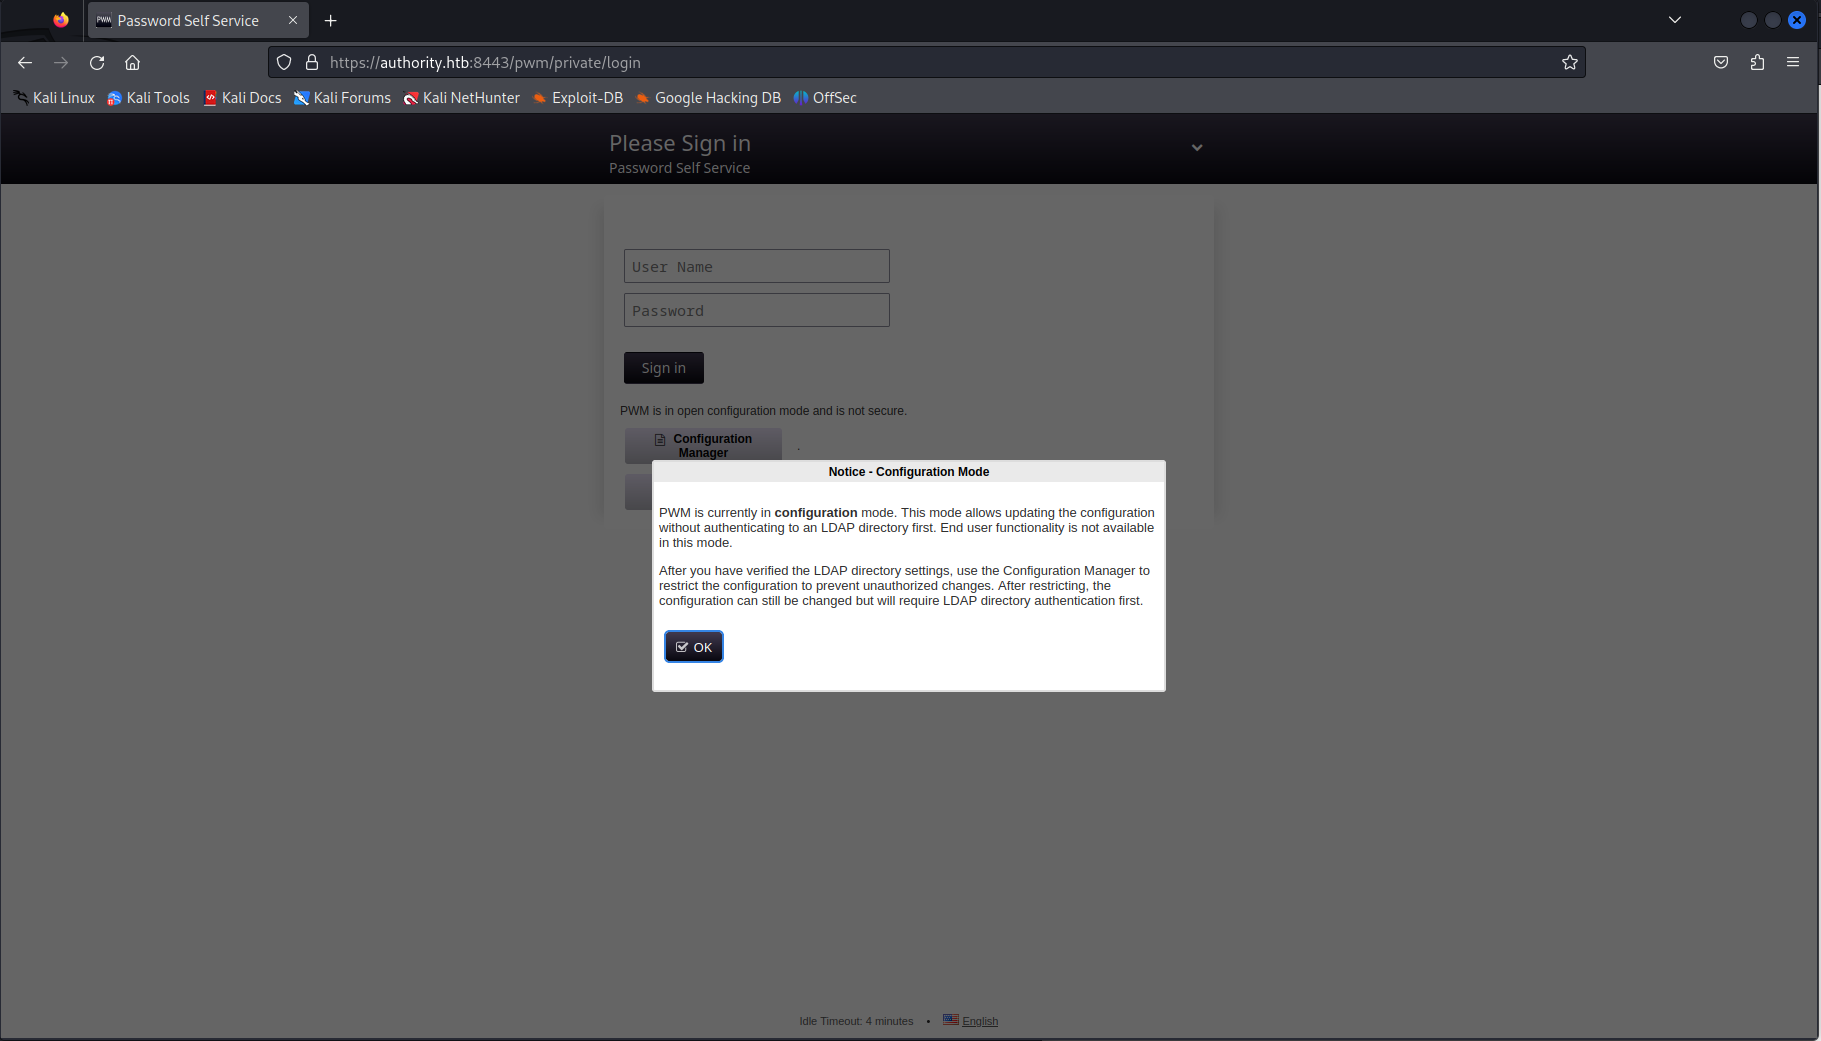 PWM Password Self Service
https://authority.htb:8443/pwm/private/login
Kali Linux Kali Tools Kali Docs Kali Forums Kali NetHunter Exploit-DB Google Hacking DB OffSec
Please Sign in
Password Self Service
User Name
Password
Sign in
PWM is in open configuration mode and is not secure.
Configuration
Manager
.
Notice - Configuration Mode
PWM is currently in configuration mode. This mode allows updating the configuration
without authenticating to an LDAP directory first. End user functionality is not available
in this mode.
After you have verified the LDAP directory settings, use the Configuration Manager to
restrict the configuration to prevent unauthorized changes. After restricting, the
configuration can still be changed but will require LDAP directory authentication first.
OK
Idle Timeout: 4 minutes • English